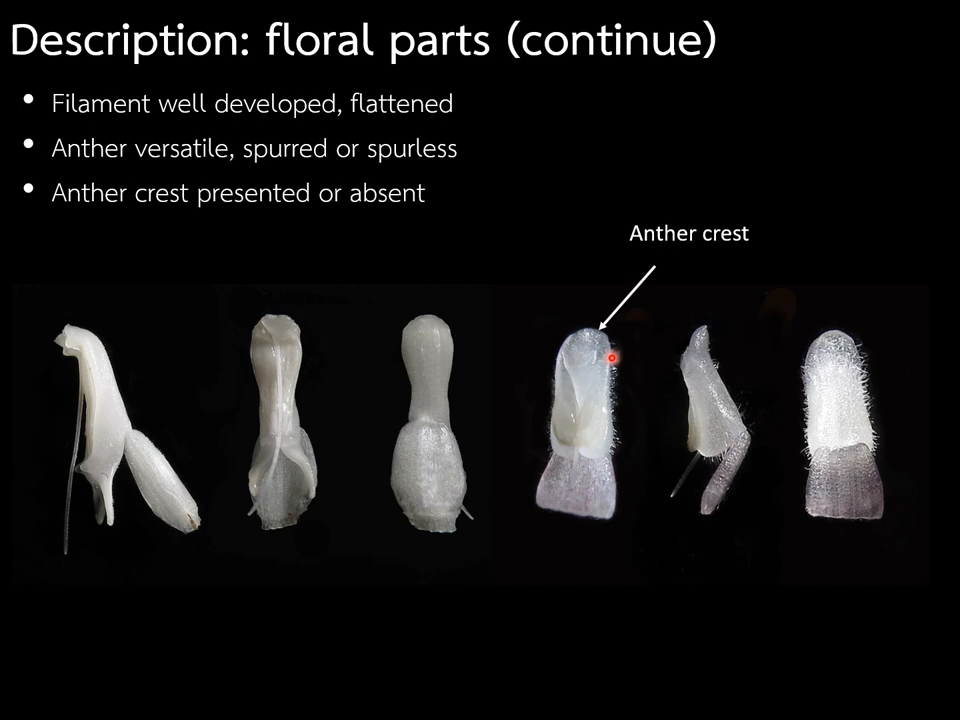 Description: floral parts (continue)
• Filament well developed, flattened
• Anther versatile, spurred or spurless
• Anther crest presented or absent
Anther crest